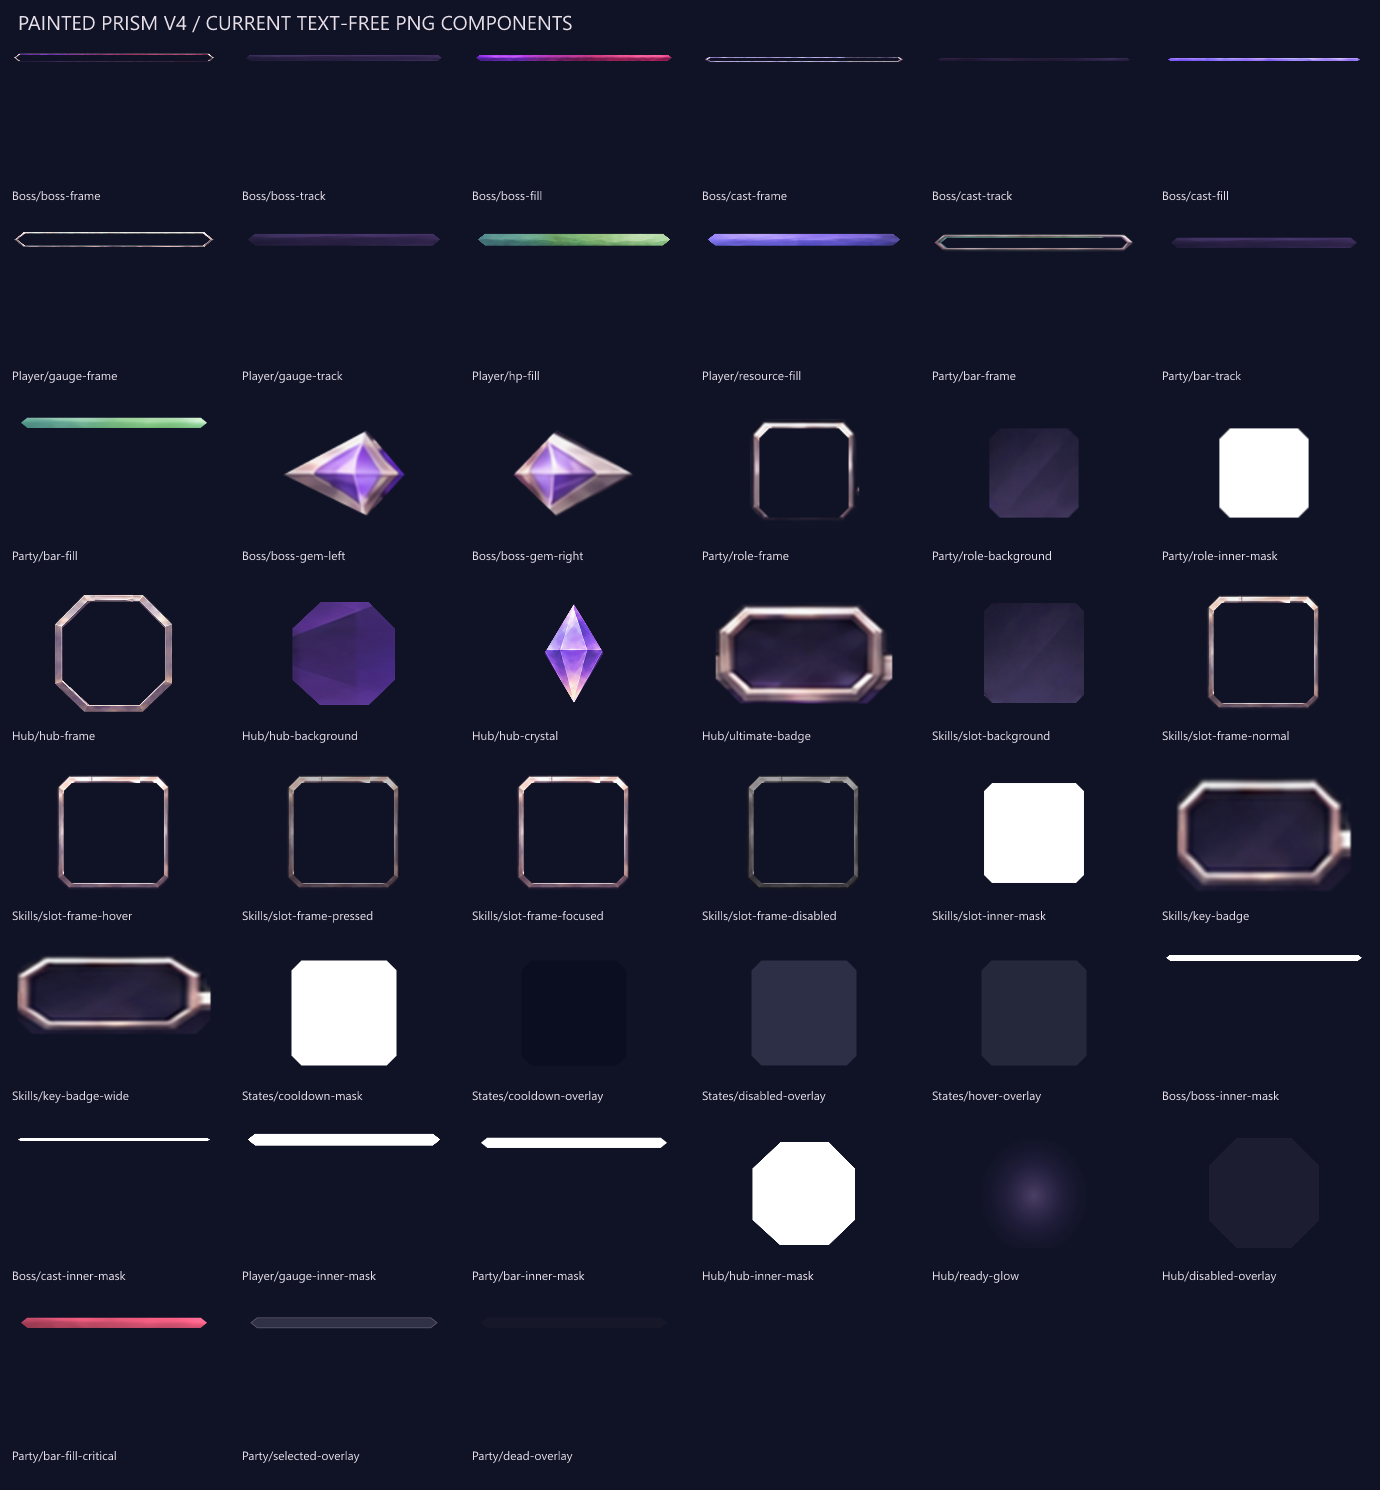 PAINTED PRISM V4 / CURRENT TEXT-FREE PNG COMPONENTS
Boss/boss-frame
Boss/boss-track
Boss/boss-fill
Boss/cast-frame
Boss/cast-track
Boss/cast-fill
Player/gauge-frame
Player/gauge-track
Player/hp-fill
Player/resource-fill
Party/bar-frame
Party/bar-track
Party/bar-fill
Boss/boss-gem-left
Boss/boss-gem-right
Party/role-frame
Party/role-background
Party/role-inner-mask
Hub/hub-frame
Hub/hub-background
Hub/hub-crystal
Hub/ultimate-badge
Skills/slot-background
Skills/slot-frame-normal
Skills/slot-frame-hover
Skills/slot-frame-pressed
Skills/slot-frame-focused
Skills/slot-frame-disabled
Skills/slot-inner-mask
Skills/key-badge
Skills/key-badge-wide
States/cooldown-mask
States/cooldown-overlay
States/disabled-overlay
States/hover-overlay
Boss/boss-inner-mask
Boss/cast-inner-mask
Player/gauge-inner-mask
Party/bar-inner-mask
Hub/hub-inner-mask
Hub/ready-glow
Hub/disabled-overlay
Party/bar-fill-critical
Party/selected-overlay
Party/dead-overlay